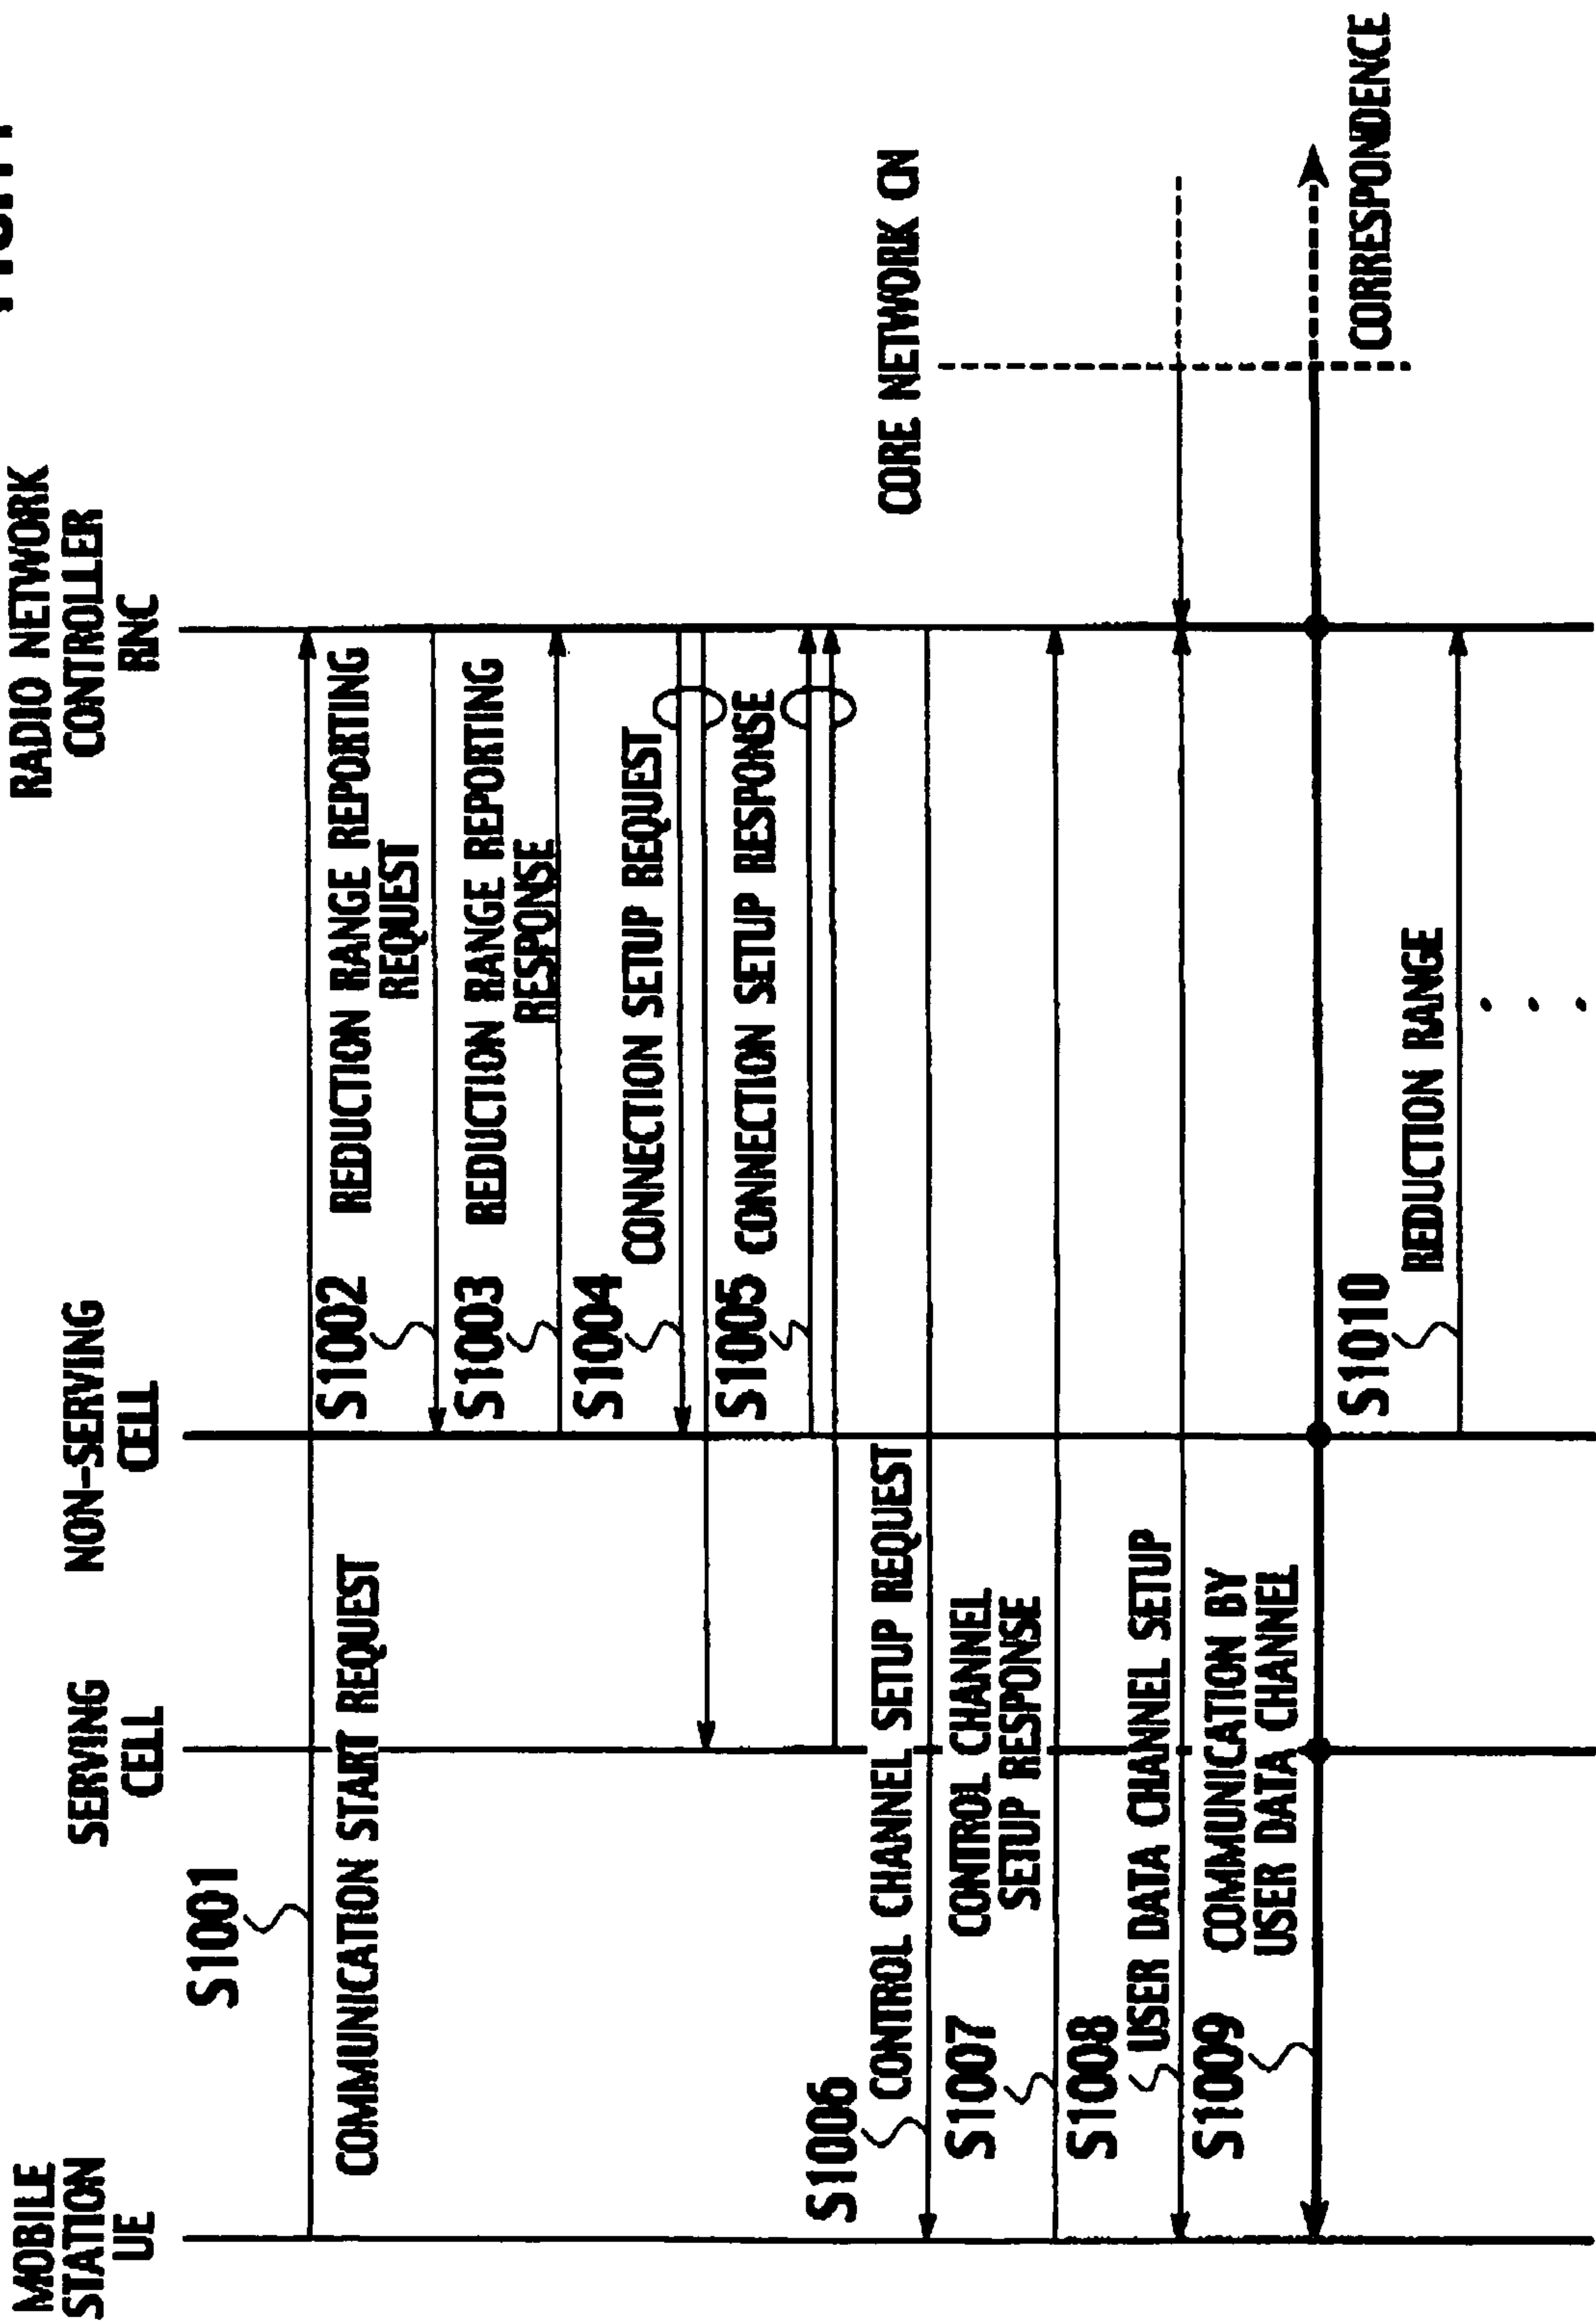 MOBILE
STATION
UE
SERVING
CELL
NON-SERVING
CELL
RADIO NETWORK
CONTROLLER
RNC
S1001
COMMUNICATION START REQUEST
S1002
REDUCTION RANGE REPORTING
REQUEST
S1003
REDUCTION RANGE REPORTING
RESPONSE
S1004
CONNECTION SETUP REQUEST
S1005
CONNECTION SETUP RESPONSE
S1006
CONTROL CHANNEL SETUP REQUEST
CORE NETWORK CN
S1007
CONTROL CHANNEL
SETUP RESPONSE
S1008
USER DATA CHANNEL SETUP
S1009
COMMUNICATION BY
USER DATA CHANNEL
CORRESPONDENCE
S1010
REDUCTION RANGE